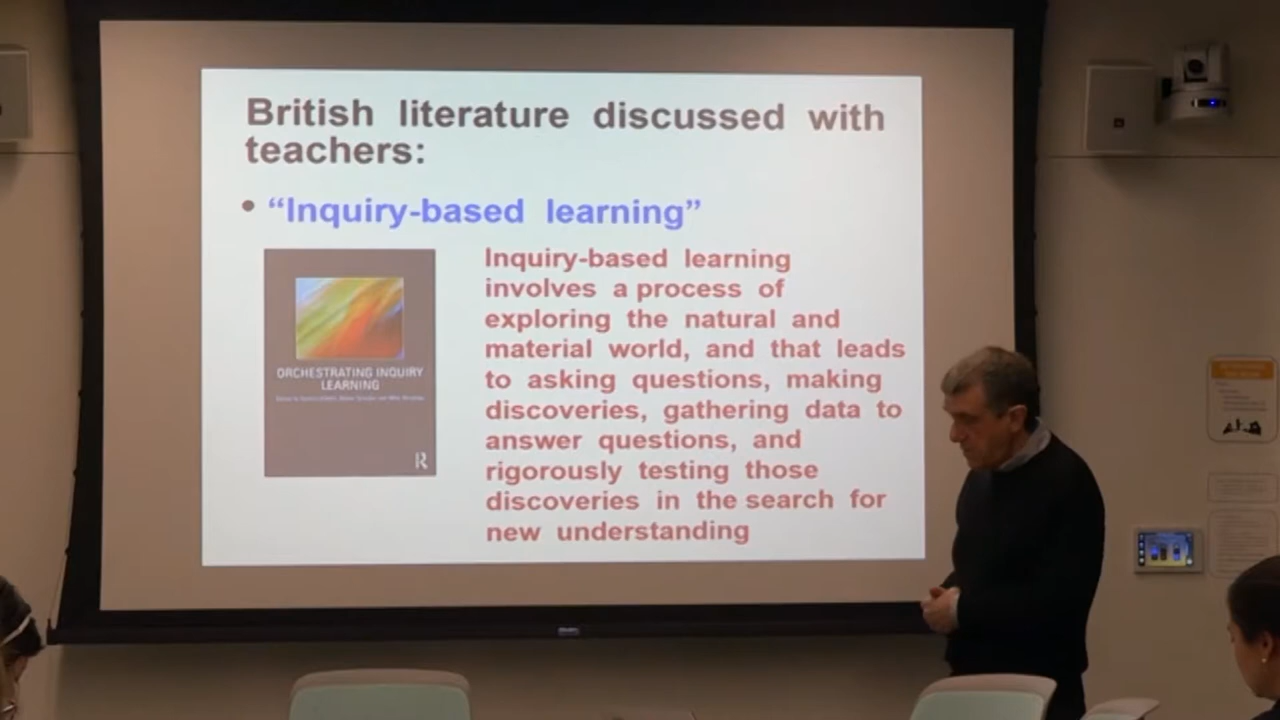 British literature discussed with
teachers:
• “Inquiry-based learning”
Inquiry-based learning
involves a process of
exploring the natural and
material world, and that leads
to asking questions, making
discoveries, gathering data to
answer questions, and
rigorously testing those
discoveries in the search for
new understanding
ORCHESTRATING INQUIRY
LEARNING
R